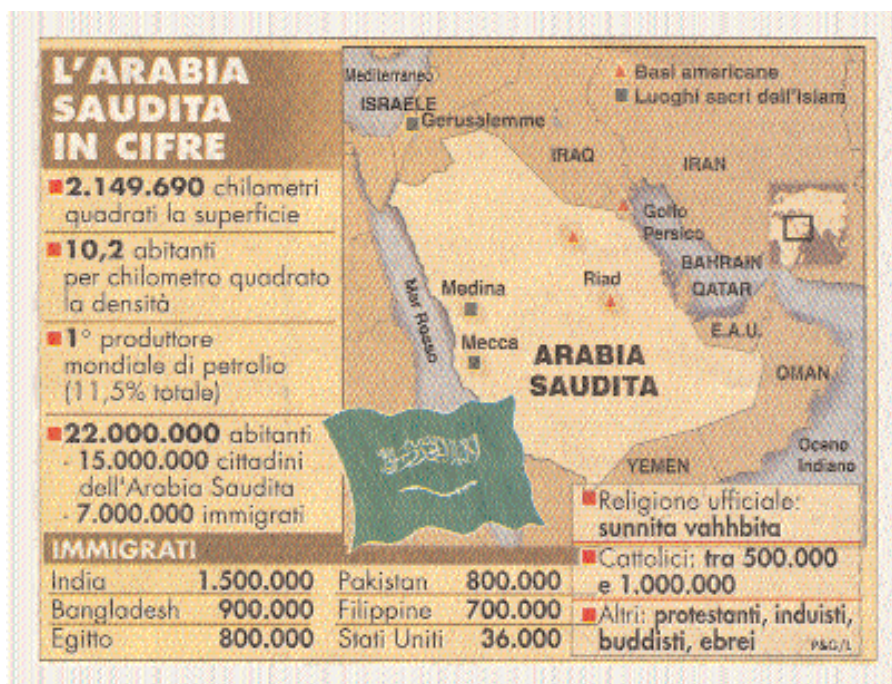 L'ARABIA
SAUDITA
IN CIFRE
2.149.690 chilometri
quadrati la superficie
10,2 abitanti
per chilometro quadrato
la densità
1° produttore
mondiale di petrolio
(11,5% totale)
22.000.000 abitanti
- 15.000.000 cittadini
dell'Arabia Saudita
- 7.000.000 immigrati
Mediterraneo
ISRAELE
Gerusalemme
Basi americane
Luoghi sacri dell'Islam
IRAQ
IRAN
Golfo
Persico
BAHRAIN
QATAR
Riad
Medina
Mar Rosso
Mecca
E.A.U.
ARABIA
SAUDITA
OMAN
YEMEN
Oceno
Indiano
IMMIGRATI
India 1.500.000
Bangladesh 900.000
Egitto 800.000
Pakistan 800.000
Filippine 700.000
Stati Uniti 36.000
Religione ufficiale:
sunnita vahhbita
Cattolici: tra 500.000
e 1.000.000
Altri: protestanti, induisti,
buddisti, ebrei
P&G/L